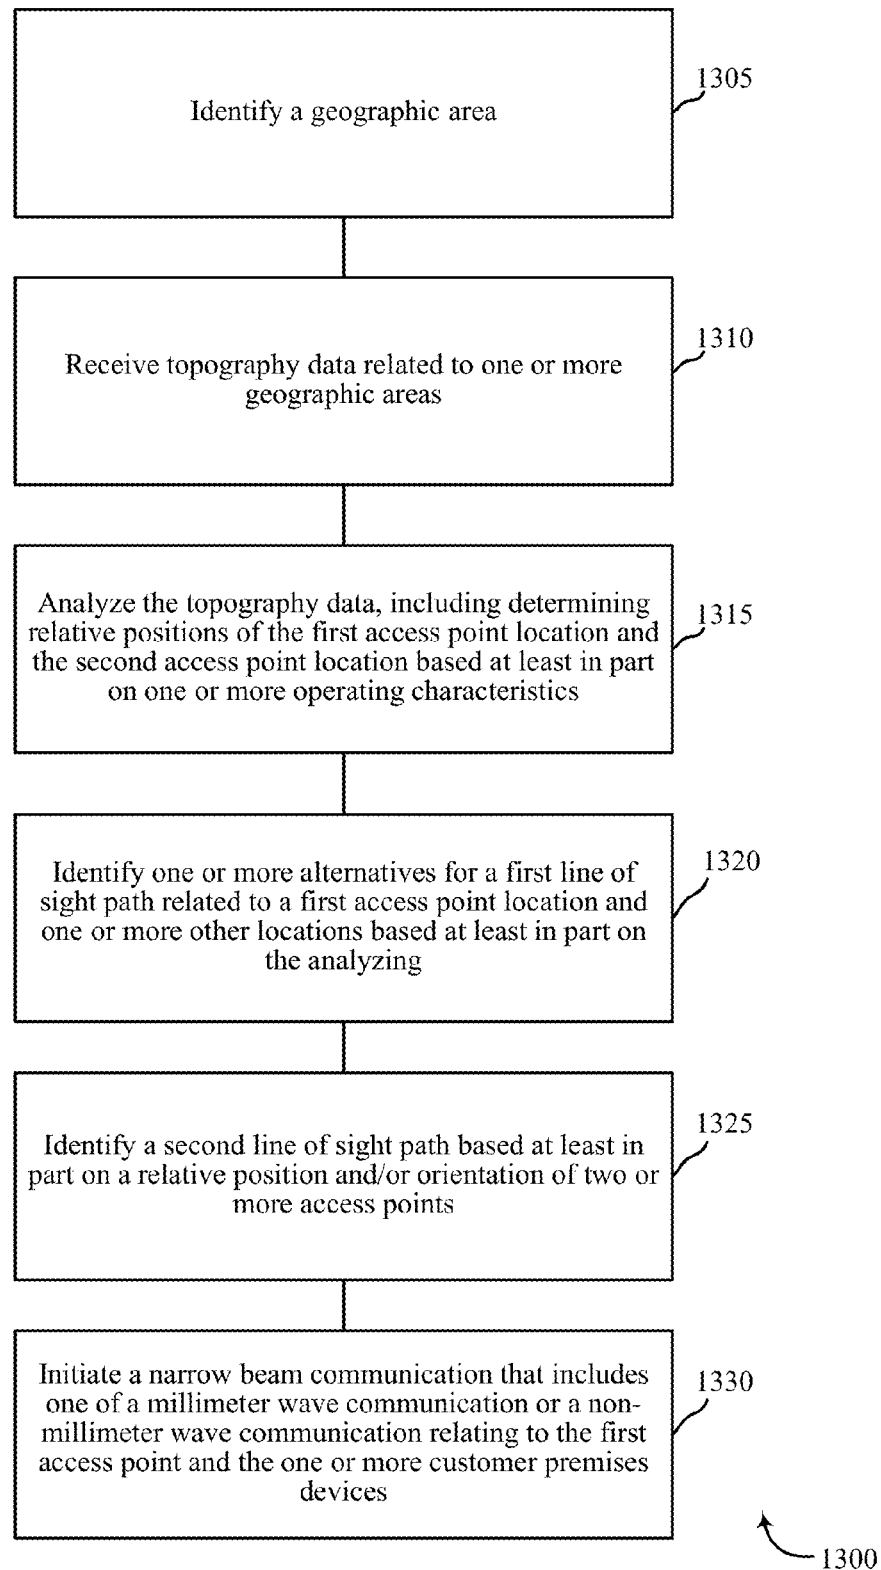 Identify a geographic area
1305
Receive topography data related to one or more
geographic areas
1310
Analyze the topography data, including determining
relative positions of the first access point location and
the second access point location based at least in part
on one or more operating characteristics
1315
Identify one or more alternatives for a first line of
sight path related to a first access point location and
one or more other locations based at least in part on
the analyzing
1320
Identify a second line of sight path based at least in
part on a relative position and/or orientation of two or
more access points
1325
Initiate a narrow beam communication that includes
one of a millimeter wave communication or a non-
millimeter wave communication relating to the first
access point and the one or more customer premises
devices
1330
1300